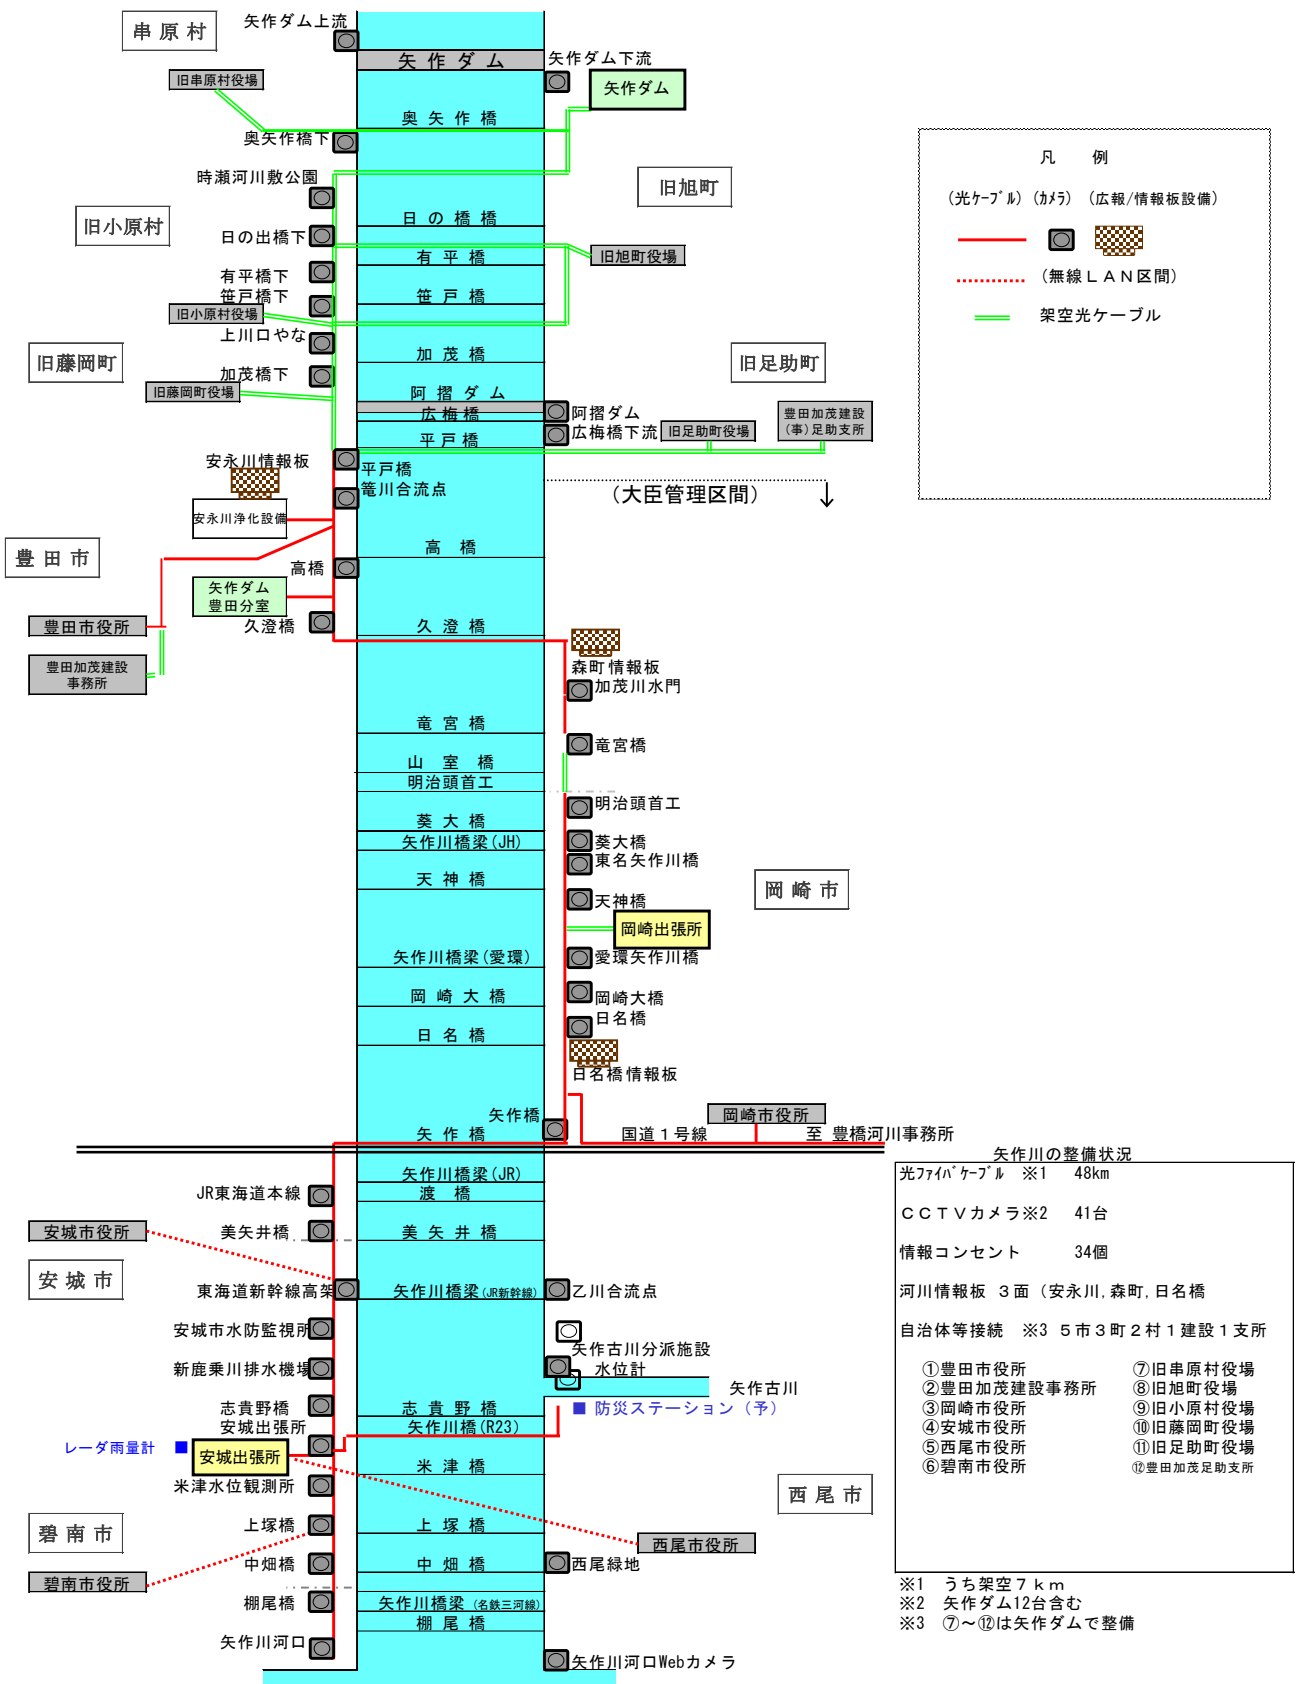 串原村
矢作ダム上流
矢作ダム
矢作ダム下流
旧串原村役場
矢作ダム
奥矢作橋
奥矢作橋下
時瀬河川敷公園
旧旭町
旧小原村
日の橋橋
日の出橋下
有平橋
旧旭町役場
有平橋下
笹戸橋下
笹戸橋
旧小原村役場
上川口やな
旧藤岡町
加茂橋
旧足助町
加茂橋下
旧藤岡町役場
阿摺ダム
阿摺ダム
広梅橋
広梅橋下流
旧足助町役場
豊田加茂建設
(事)足助支所
平戸橋
安永川情報板
平戸橋
篭川合流点
(大臣管理区間)
安永川浄化設備
豊田市
高橋
高橋
矢作ダム
豊田分室
久澄橋
久澄橋
豊田市役所
豊田加茂建設
事務所
森町情報板
加茂川水門
竜宮橋
竜宮橋
山室橋
明治頭首工
明治頭首工
葵大橋
葵大橋
矢作川橋梁(JH)
東名矢作川橋
天神橋
天神橋
岡崎市
岡崎出張所
矢作川橋梁(愛環)
愛環矢作川橋
岡崎大橋
岡崎大橋
日名橋
日名橋
日名橋情報板
矢作橋
岡崎市役所
矢作橋
国道1号線
至 豊橋河川事務所
矢作川橋梁(JR)
JR東海道本線
渡橋
安城市役所
美矢井橋
美矢井橋
安城市
東海道新幹線高架
矢作川橋梁(JR新幹線)
乙川合流点
安城市水防監視所
矢作古川分派施設
新鹿乗川排水機場
水位計
矢作古川
志貴野橋
志貴野橋
■ 防災ステーション (予)
安城出張所
矢作川橋(R23)
レーダ雨量計 ■
安城出張所
米津橋
米津水位観測所
西尾市
碧南市
上塚橋
上塚橋
西尾市役所
碧南市役所
中畑橋
中畑橋
西尾緑地
棚尾橋
矢作川橋梁 (名鉄三河線)
棚尾橋
矢作川河口
矢作川河口Webカメラ
凡 例
(光ケーブル) (カメラ) (広報/情報板設備)
(無線LAN区間)
架空光ケーブル
矢作川の整備状況
光ファイバケーブル ※1 48km
CCTVカメラ※2 41台
情報コンセント 34個
河川情報板 3面 (安永川, 森町, 日名橋
自治体等接続 ※3 5市3町2村1建設1支所
①豊田市役所 ⑦旧串原村役場
②豊田加茂建設事務所 ⑧旧旭町役場
③岡崎市役所 ⑨旧小原村役場
④安城市役所 ⑩旧藤岡町役場
⑤西尾市役所 ⑪旧足助町役場
⑥碧南市役所 ⑫豊田加茂足助支所
※1 うち架空7km
※2 矢作ダム12台含む
※3 ⑦～⑫は矢作ダムで整備